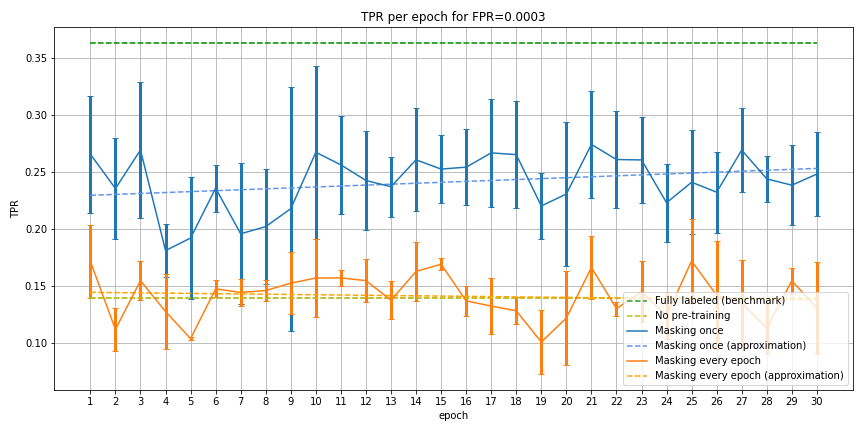 TPR per epoch for FPR=0.0003
TPR
0.35
0.30
0.25
0.20
0.15
0.10
Fully labeled (benchmark)
No pre-training
Masking once
Masking once (approximation)
Masking every epoch
Masking every epoch (approximation)
1 2 3 4 5 6 7 8 9 10 11 12 13 14 15 16 17 18 19 20 21 22 23 24 25 26 27 28 29 30
epoch